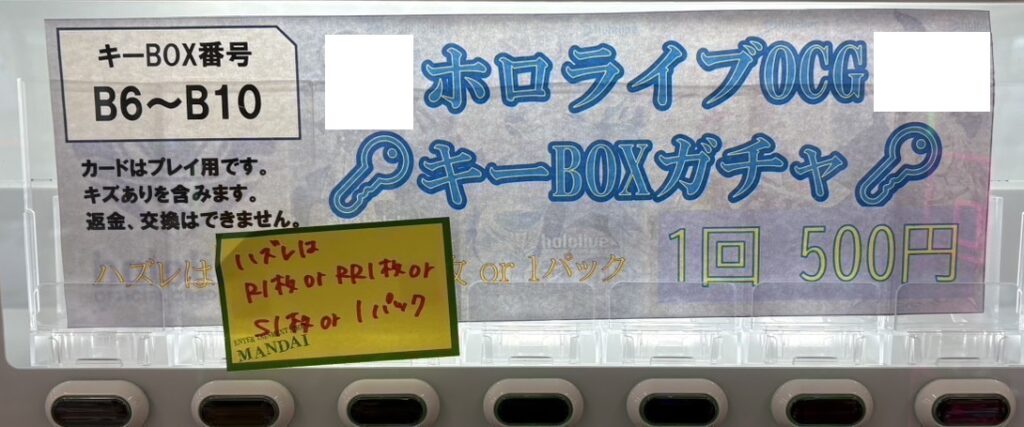 キーBOX番号
B6～B10
ホロライブOCG
キーBOXガチャ
カードはプレイ用です。
キズありを含みます。
返金、交換はできません。
hololive
1回 500円
ハズレは
枚 or 1パック
ハズレは
R1枚 or RR1枚 or
S1枚 or 1パック
MANDAI